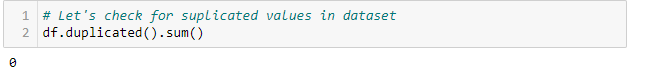 1 # Let's check for suplicated values in dataset
2 df.duplicated().sum()
0